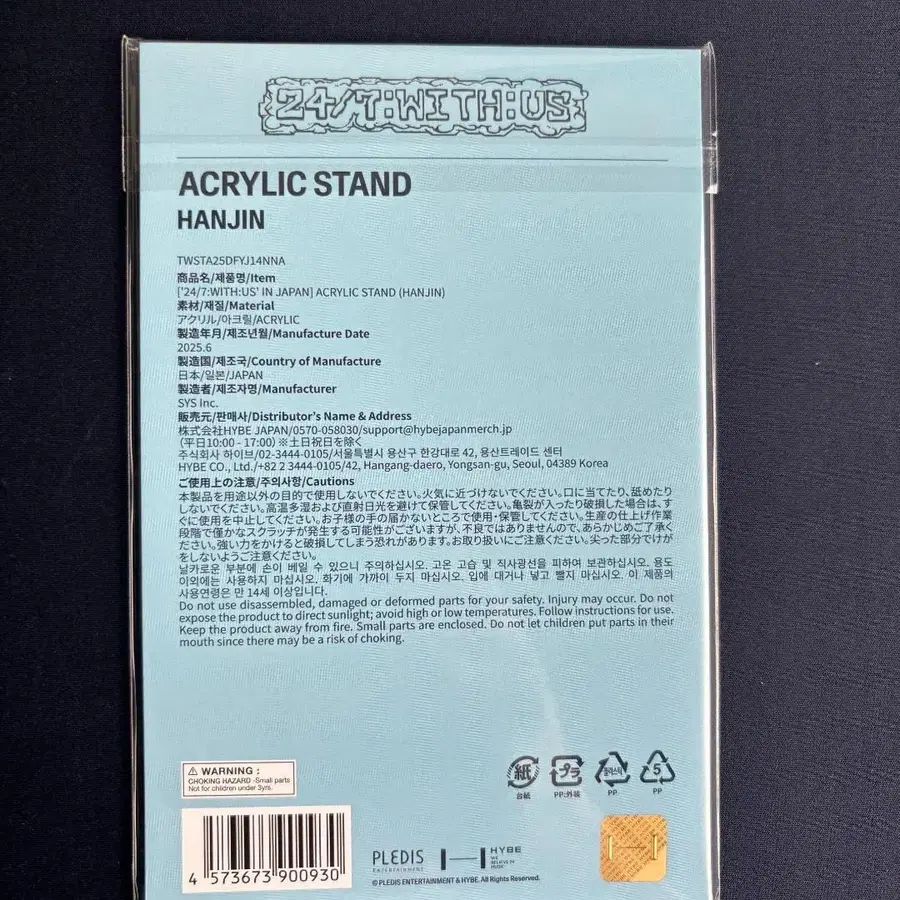 24/7:WITH:US
ACRYLIC STAND
HANJIN
TWSTA25DFYJ14NNA
商品名/제품명/Item
['24/7:WITH:US' IN JAPAN] ACRYLIC STAND (HANJIN)
素材/재질/Material
アクリル/아크릴/ACRYLIC
製造年月/제조년월/Manufacture Date
2025.6
製造国/제조국/Country of Manufacture
日本/일본/JAPAN
製造者/제조자명/Manufacturer
SYS Inc.
販売元/판매사/Distributor's Name & Address
株式会社HYBE JAPAN/0570-058030/support@hybejapanmerch.jp
（平日10:00 - 17:00）※土日祝日を除く
주식회사 하이브/02-3444-0105/서울특별시 용산구 한강대로 42, 용산트레이드 센터
HYBE CO., Ltd./+82 2 3444-0105/42, Hangang-daero, Yongsan-gu, Seoul, 04389 Korea
ご使用上の注意/주의사항/Cautions
本製品を用途以外の目的で使用しないでください。火気に近づけないでください。口に当てたり、舐めたり
しないでください。高温多湿および直射日光を避けて保管してください。亀裂が入ったり破損した場合は、す
ぐに使用を中止してください。お子様の手の届かないところで使用・保管してください。生産の仕上げ作業
段階で僅かなスクラッチが発生する可能性がございますが、不良ではありませんので、あらかじめご了承く
ださい。強い力をかけると破損してしまう恐れがあります。お取り扱いにご注意ください。尖った部分でけが
をしないようご注意ください。
날카로운 부분에 손이 베일 수 있으니 주의하십시오. 고온 고습 및 직사광선을 피하여 보관하십시오. 용도
이외에는 사용하지 마십시오. 화기에 가까이 두지 마십시오. 입에 대거나 넣고 빨지 마십시오. 이 제품의
사용연령은 만 14세 이상입니다.
Do not use disassembled, damaged or deformed parts for your safety. Injury may occur. Do not
expose the product to direct sunlight; avoid high or low temperatures. Follow instructions for use.
Keep the product away from fire. Small parts are enclosed. Do not let children put parts in their
mouth since there may be a risk of choking.
⚠ WARNING :
CHOKING HAZARD -Small parts
Not for children under 3yrs.
紙
台紙
プラ
PP:外装
플라스틱
PP
5
PP
4 573673 900930
PLEDIS
ENTERTAINMENT
HYBE
WE
BELIEVE IN
MUSIC
© PLEDIS ENTERTAINMENT & HYBE. All Rights Reserved.